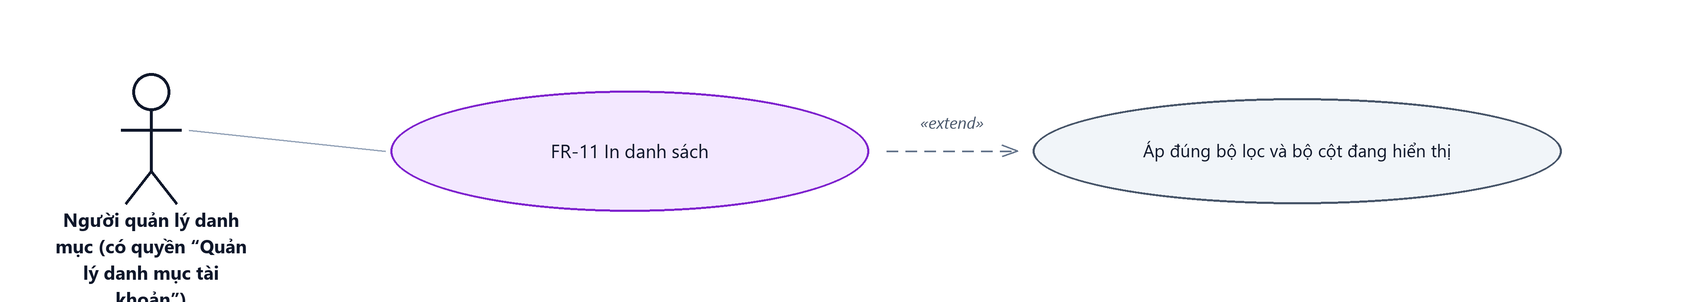 FR-11 In danh sách
«extend»
Áp đúng bộ lọc và bộ cột đang hiển thị
Người quản lý danh
mục (có quyền “Quản
lý danh mục tài
khoản”)